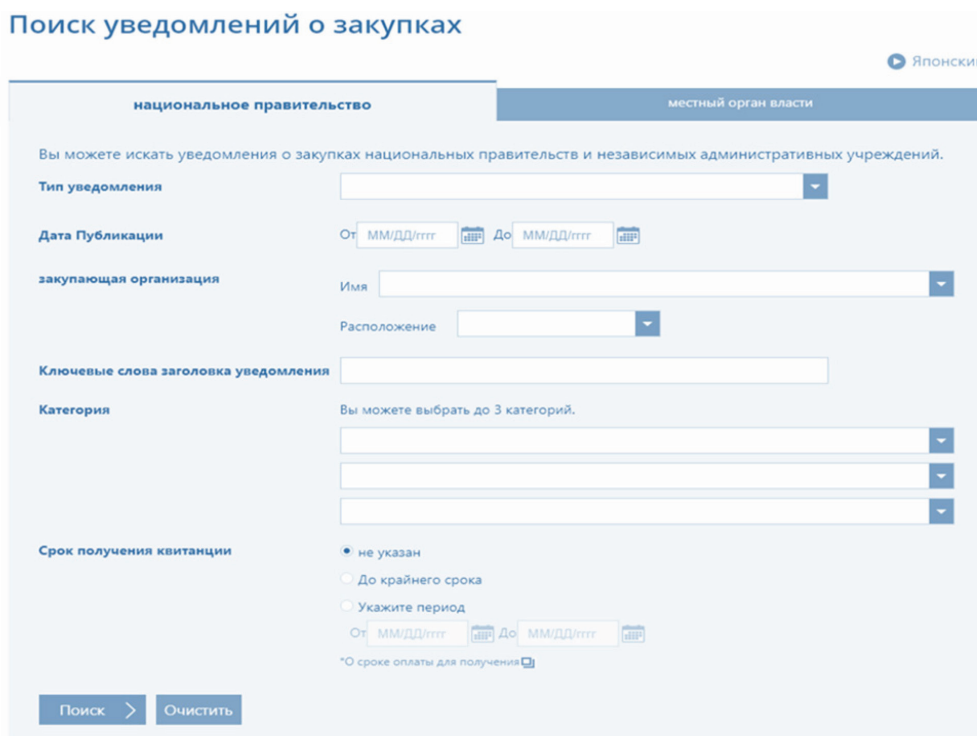 Поиск уведомлений о закупках
Японский
национальное правительство
местный орган власти
Вы можете искать уведомления о закупках национальных правительств и независимых административных учреждений.
Тип уведомления
Дата Публикации От ММ/ДД/гггг До ММ/ДД/гггг
закупающая организация
Имя
Расположение
Ключевые слова заголовка уведомления
Категория Вы можете выбрать до 3 категорий.
Срок получения квитанции не указан
До крайнего срока
Укажите период
От ММ/ДД/гггг До ММ/ДД/гггг
*О сроке оплаты для получения
Поиск Очистить